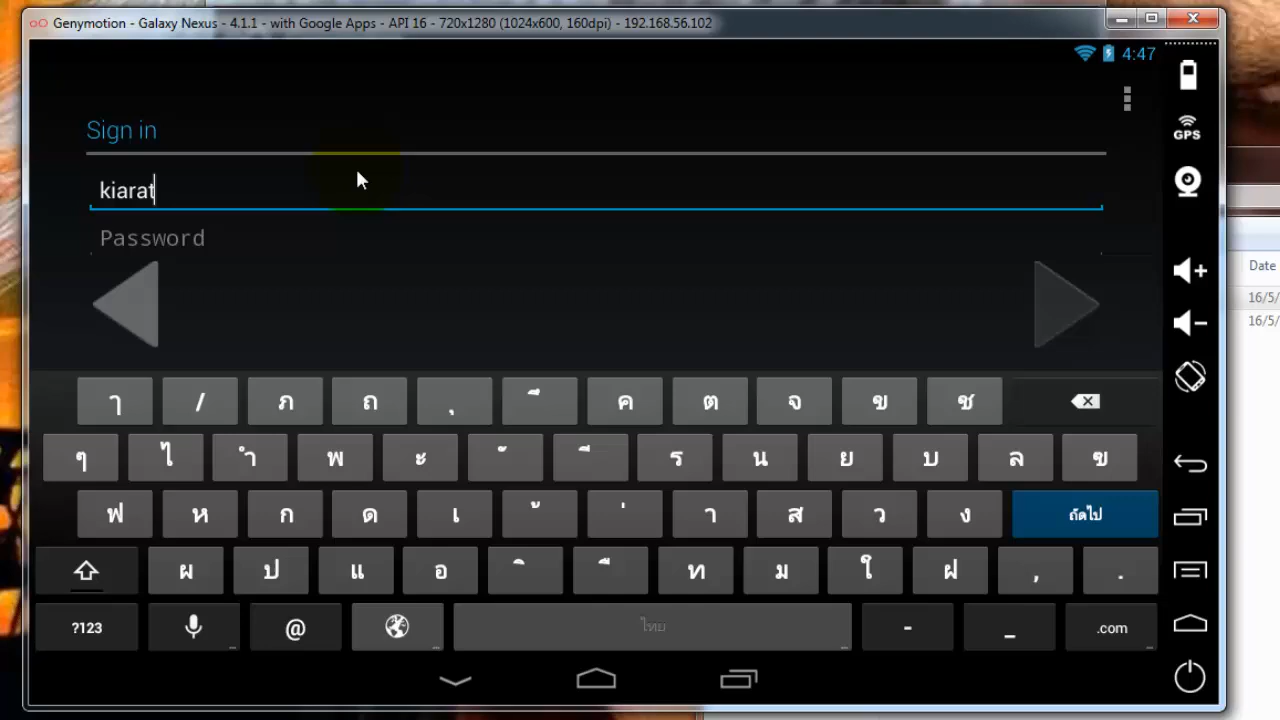 Genymotion - Galaxy Nexus - 4.1.1 - with Google Apps - API 16 - 720x1280 (1024x600, 160dpi) - 192.168.56.102
4:47
Sign in
GPS
kiarat
Password
Date
16/5/
16/5/
ๅ / ภ ถ ุ ึ ค ต จ ข ช
ๆ ไ ำ พ ะ ั ี ร น ย บ ล ฃ
ฟ ห ก ด เ ้ ่ า ส ว ง ถัดไป
ผ ป แ อ ิ ื ท ม ใ ฝ , .
?123 @ ไทย - _ .com